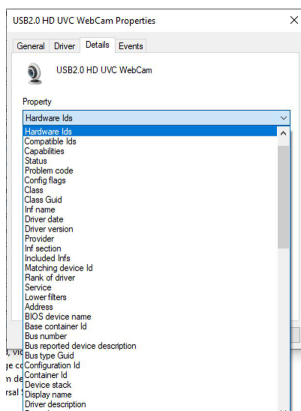 USB2.0 HD UVC WebCam Properties
General Driver Details Events
USB2.0 HD UVC WebCam
Property
Hardware Ids
Hardware Ids
Compatible Ids
Capabilities
Status
Problem code
Config flags
Class
Class Guid
Inf name
Driver date
Driver version
Provider
Inf section
Included Infs
Matching device Id
Rank of driver
Service
Lower filters
Address
BIOS device name
Base container Id
Bus number
Bus reported device description
Bus type Guid
Configuration Id
Container Id
Device stack
Display name
Driver description